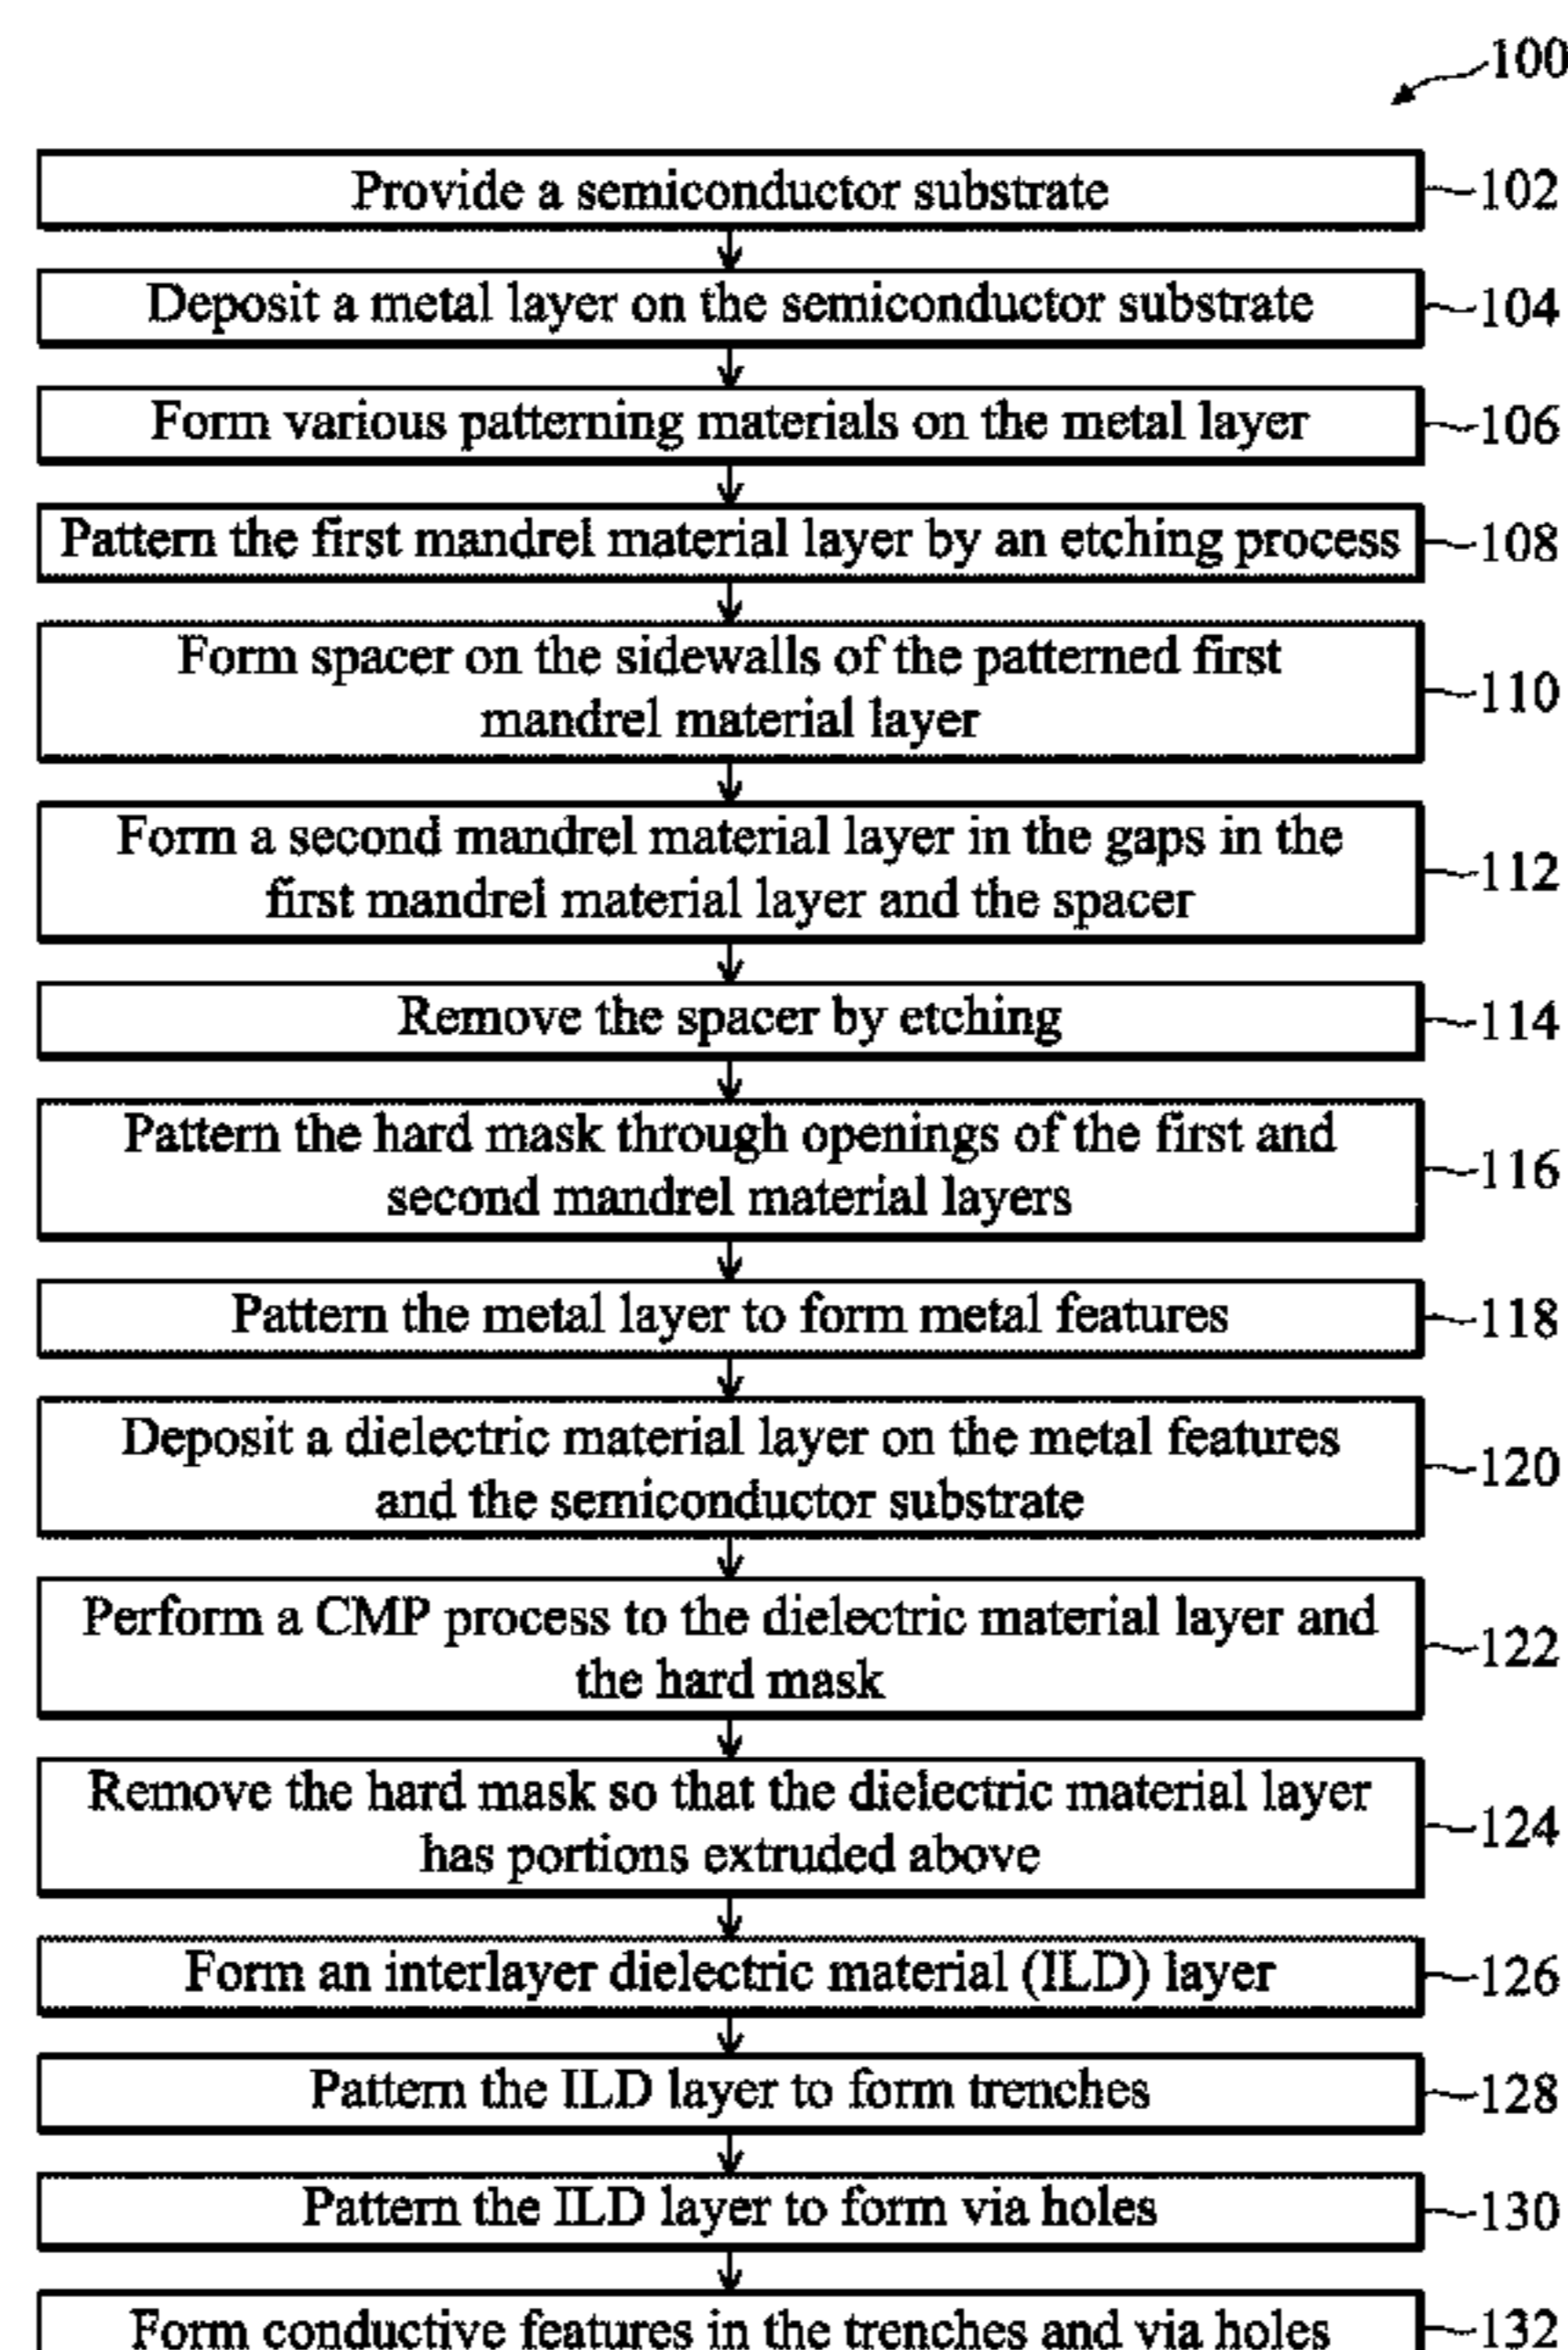 100
Provide a semiconductor substrate
102
Deposit a metal layer on the semiconductor substrate
104
Form various patterning materials on the metal layer
106
Pattern the first mandrel material layer by an etching process
108
Form spacer on the sidewalls of the patterned first
mandrel material layer
110
Form a second mandrel material layer in the gaps in the
first mandrel material layer and the spacer
112
Remove the spacer by etching
114
Pattern the hard mask through openings of the first and
second mandrel material layers
116
Pattern the metal layer to form metal features
118
Deposit a dielectric material layer on the metal features
and the semiconductor substrate
120
Perform a CMP process to the dielectric material layer and
the hard mask
122
Remove the hard mask so that the dielectric material layer
has portions extruded above
124
Form an interlayer dielectric material (ILD) layer
126
Pattern the ILD layer to form trenches
128
Pattern the ILD layer to form via holes
130
Form conductive features in the trenches and via holes
132